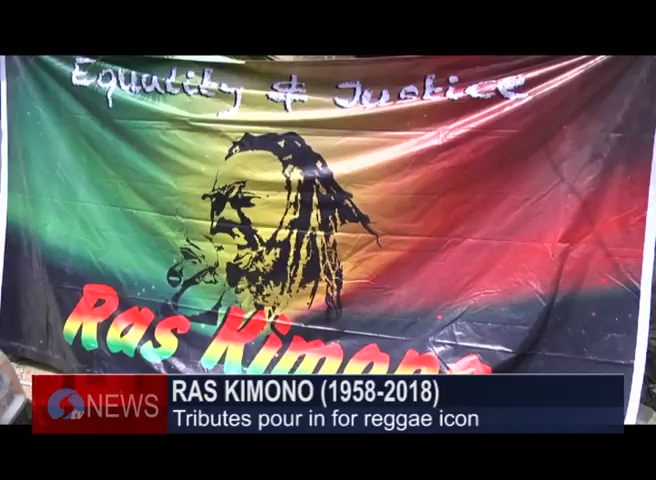 Equality & Justice
Ras Kimono
NEWS
RAS KIMONO (1958-2018)
Tributes pour in for reggae icon